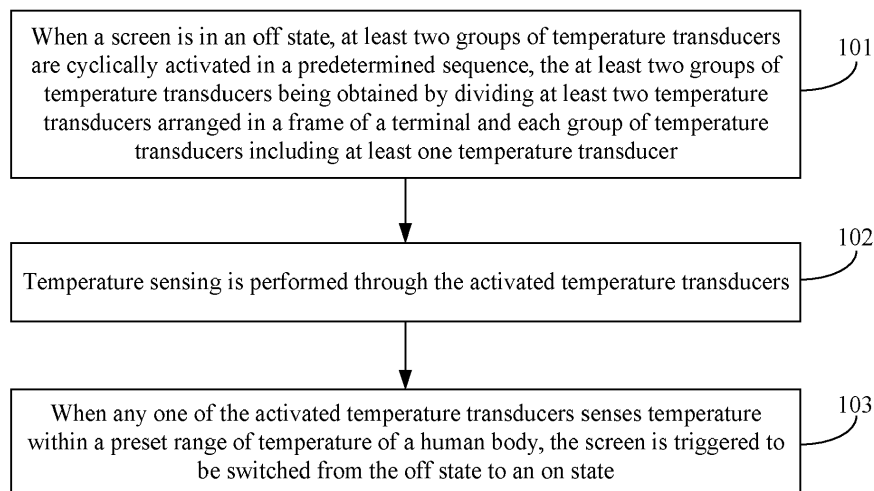 When a screen is in an off state, at least two groups of temperature transducers
are cyclically activated in a predetermined sequence, the at least two groups of
temperature transducers being obtained by dividing at least two temperature
transducers arranged in a frame of a terminal and each group of temperature
transducers including at least one temperature transducer
101
Temperature sensing is performed through the activated temperature transducers
102
When any one of the activated temperature transducers senses temperature
within a preset range of temperature of a human body, the screen is triggered to
be switched from the off state to an on state
103